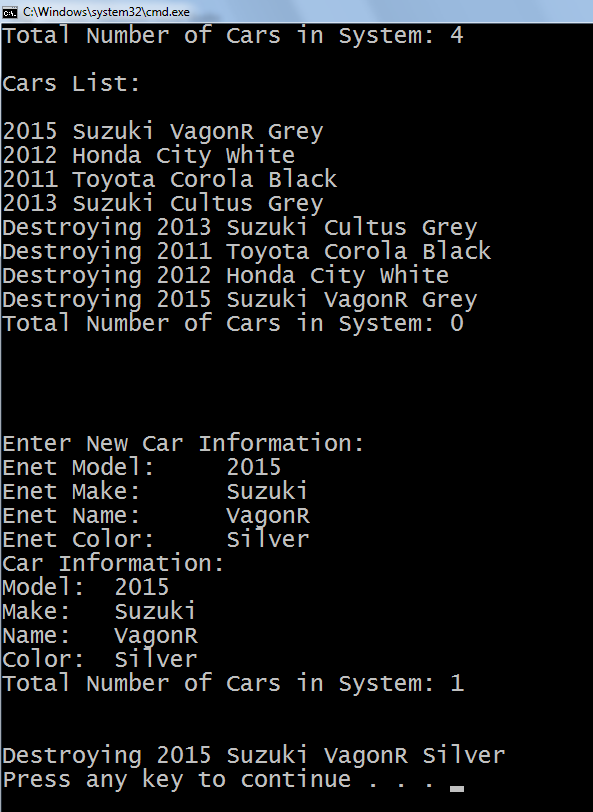 C:\Windows\system32\cmd.exe
Total Number of Cars in System: 4
Cars List:
2015 Suzuki VagonR Grey
2012 Honda City White
2011 Toyota Corola Black
2013 Suzuki Cultus Grey
Destroying 2013 Suzuki Cultus Grey
Destroying 2011 Toyota Corola Black
Destroying 2012 Honda City White
Destroying 2015 Suzuki VagonR Grey
Total Number of Cars in System: 0
Enter New Car Information:
Enet Model: 2015
Enet Make: Suzuki
Enet Name: VagonR
Enet Color: Silver
Car Information:
Model: 2015
Make: Suzuki
Name: VagonR
Color: Silver
Total Number of Cars in System: 1
Destroying 2015 Suzuki VagonR Silver
Press any key to continue . . .